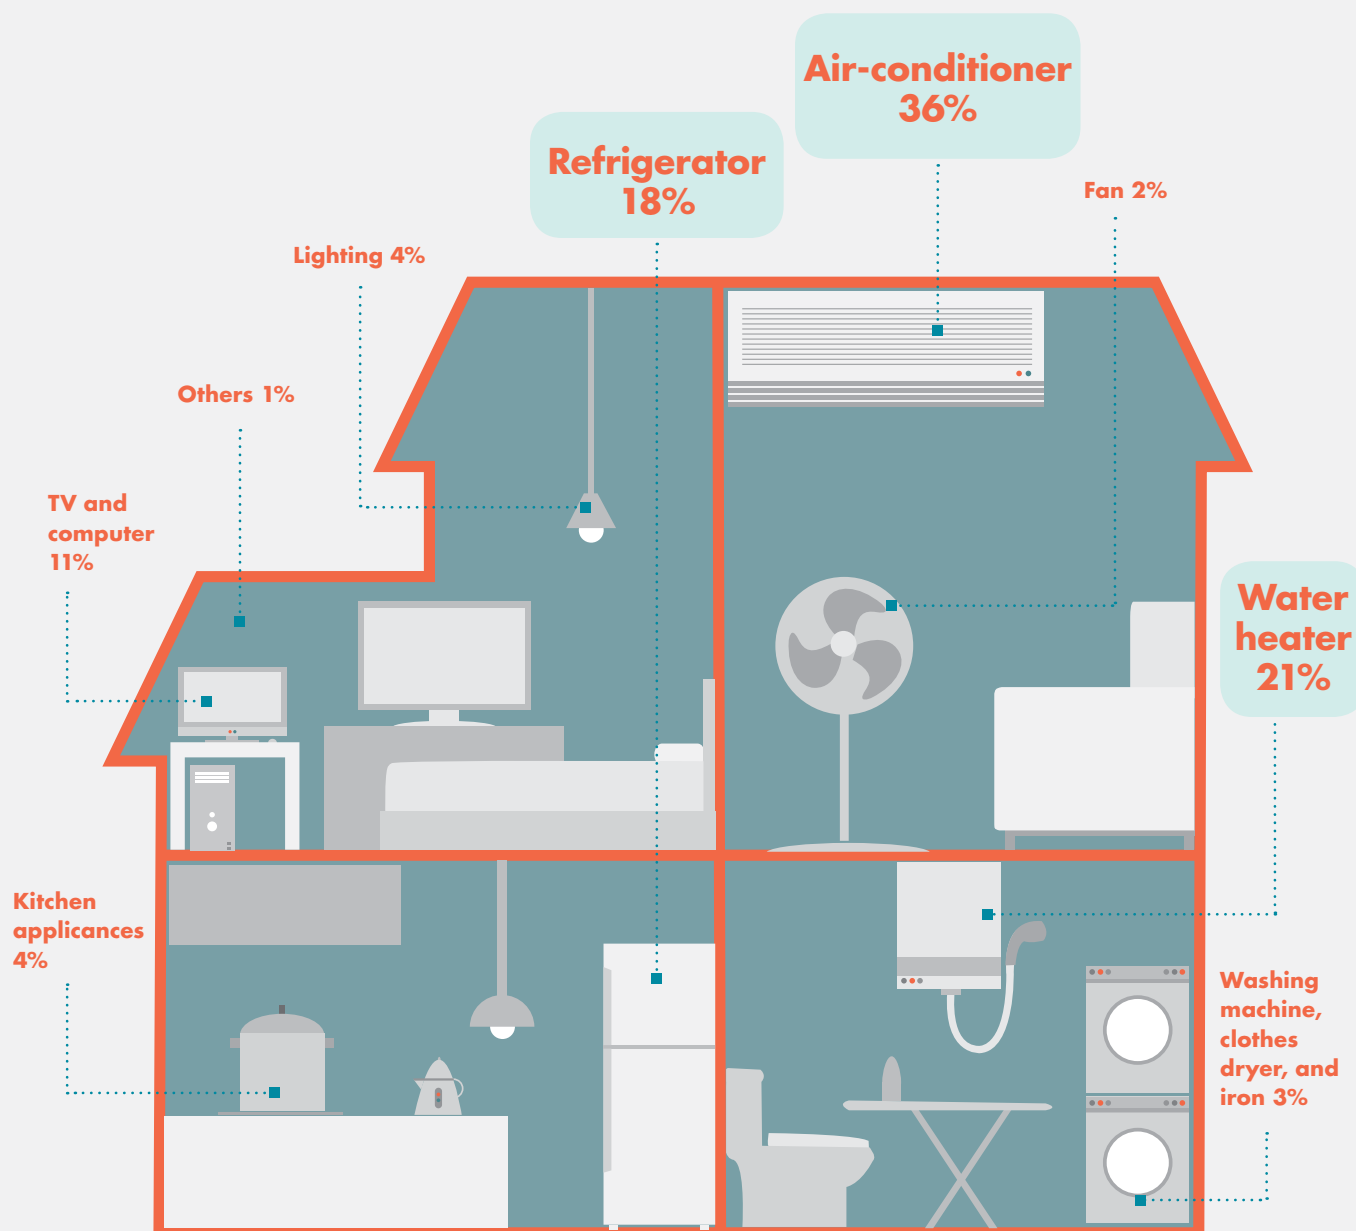 Air-conditioner
36%
Refrigerator
18%
Fan 2%
Lighting 4%
Others 1%
TV and
computer
11%
Water
heater
21%
Kitchen
applicances
4%
Washing
machine,
clothes
dryer, and
iron 3%